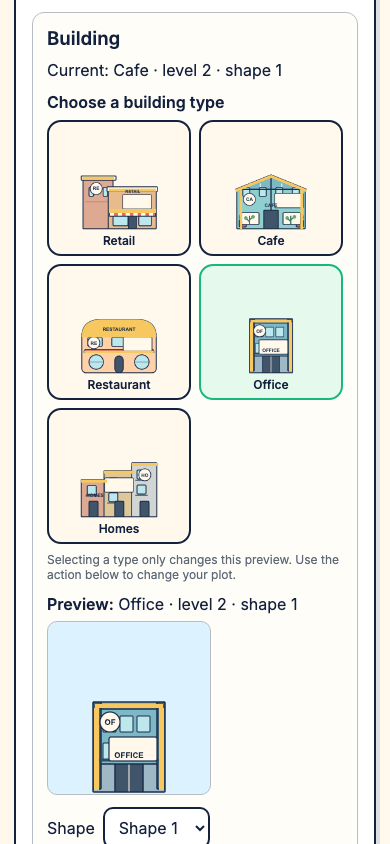 Building
Current: Cafe · level 2 · shape 1
Choose a building type
RE
RETAIL
Retail
CA
CAFE
Cafe
RESTAURANT
RE
Restaurant
OF
OFFICE
Office
HO
HOMES
Homes
Selecting a type only changes this preview. Use the
action below to change your plot.
Preview: Office · level 2 · shape 1
OF
OFFICE
Shape
Shape 1